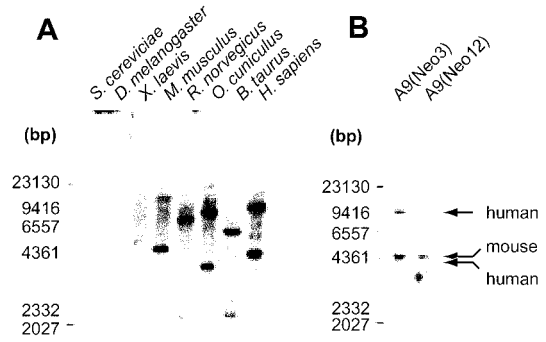 A
S. cereviciae
D. melanogaster
X. laevis
M. musculus
R. norvegicus
O. cuniculus
B. taurus
H. sapiens
(bp)
23130
9416
6557
4361
2332
2027
B
A9(Neo3)
A9(Neo12)
(bp)
23130
9416
6557
4361
2332
2027
human
mouse
human